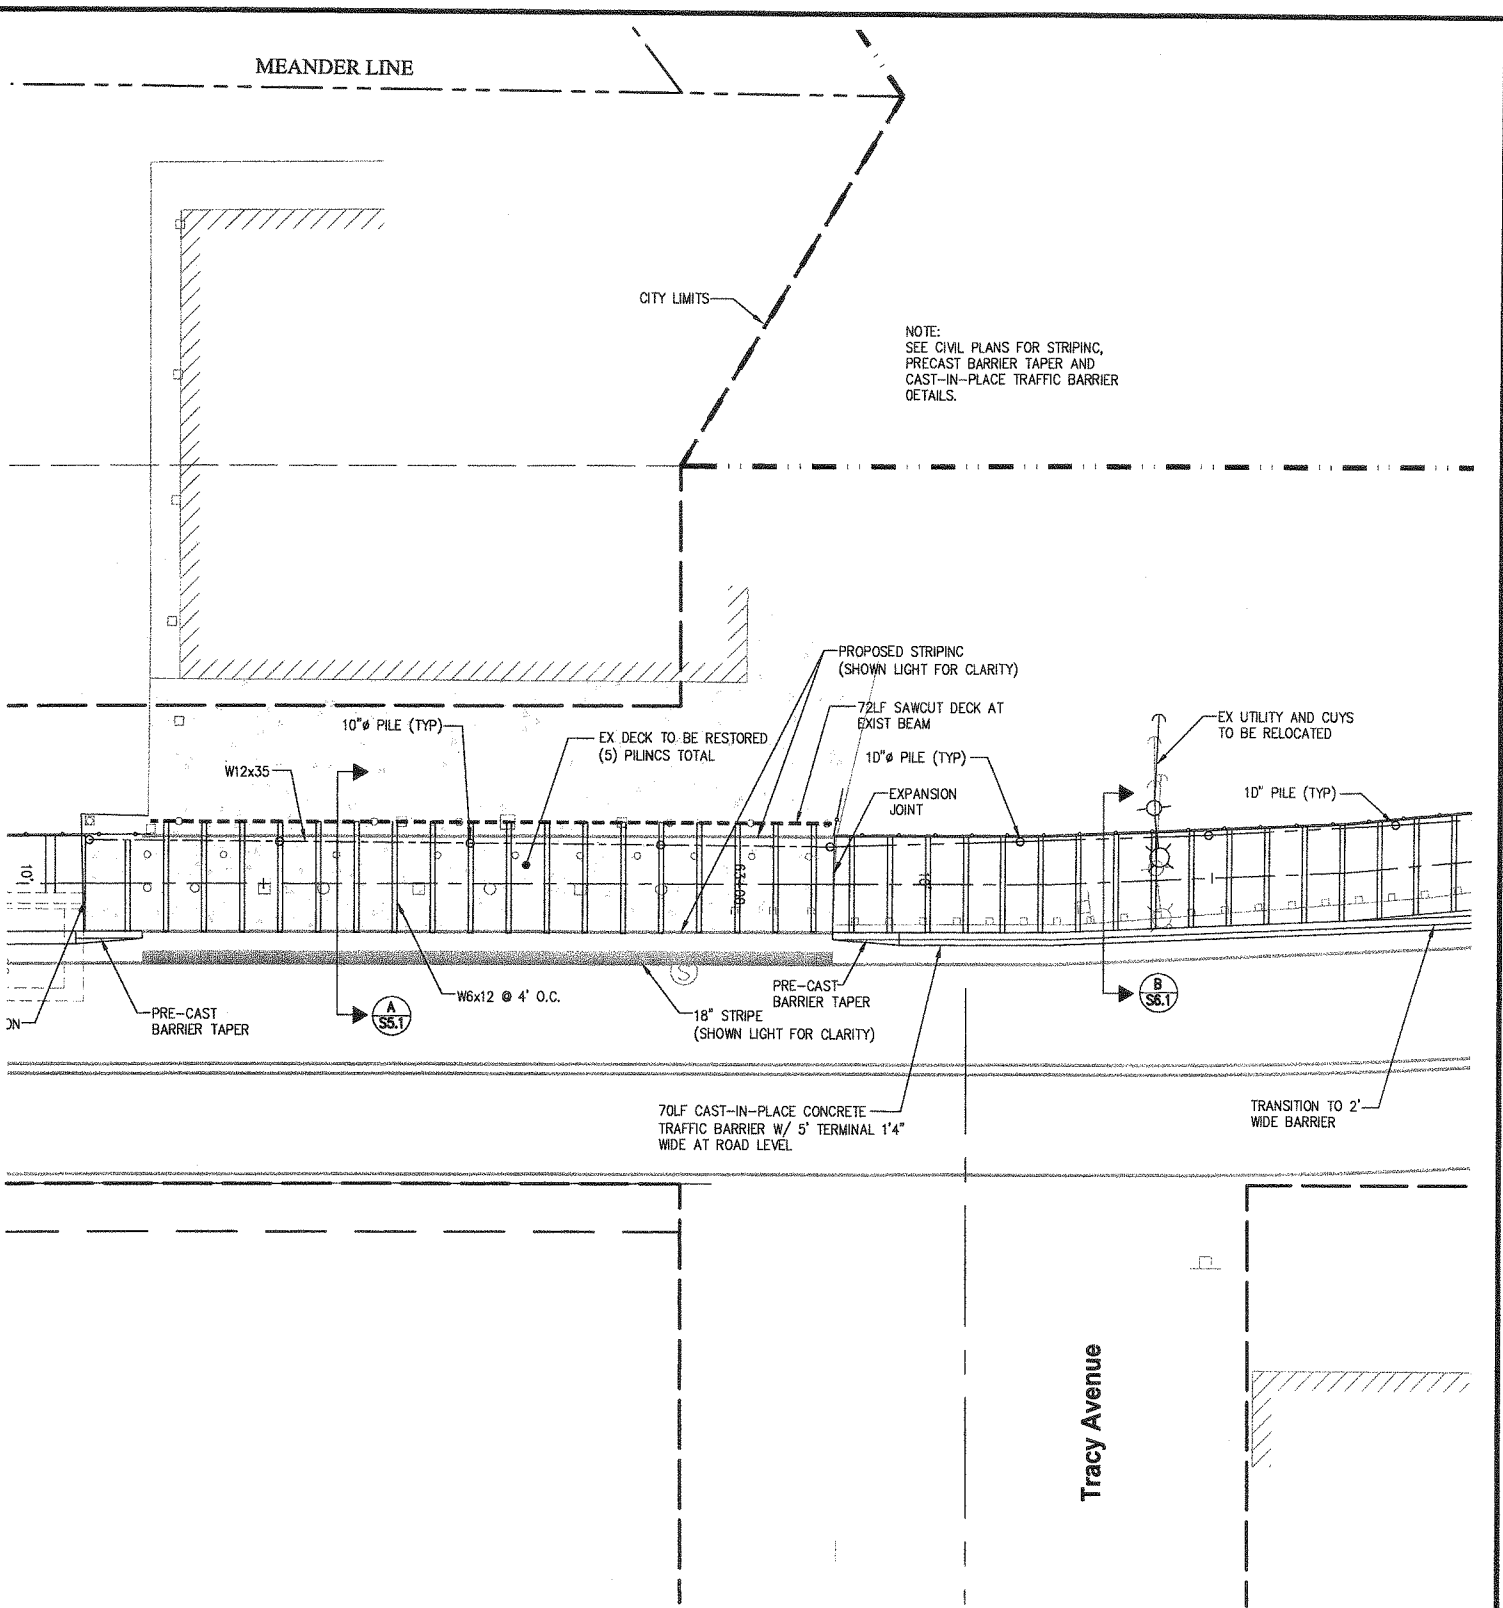 MEANDER LINE
CITY LIMITS
NOTE:
SEE CIVIL PLANS FOR STRIPINC,
PRECAST BARRIER TAPER AND
CAST-IN-PLACE TRAFFIC BARRIER
DETAILS.
PROPOSED STRIPINC
(SHOWN LIGHT FOR CLARITY)
72LF SAWCUT DECK AT
EXIST BEAM
10"ø PILE (TYP)
EX DECK TO BE RESTORED
(5) PILINCS TOTAL
EX UTILITY AND CUYS
TO BE RELOCATED
W12x35
1D"ø PILE (TYP)
EXPANSION
JOINT
1D" PILE (TYP)
10'
63+00
W6x12 @ 4' O.C.
PRE-CAST
BARRIER TAPER
A
S5.1
S
18" STRIPE
(SHOWN LIGHT FOR CLARITY)
PRE-CAST
BARRIER TAPER
B
S6.1
ON
70LF CAST-IN-PLACE CONCRETE
TRAFFIC BARRIER W/ 5' TERMINAL 1'4"
WIDE AT ROAD LEVEL
TRANSITION TO 2'
WIDE BARRIER
Tracy Avenue